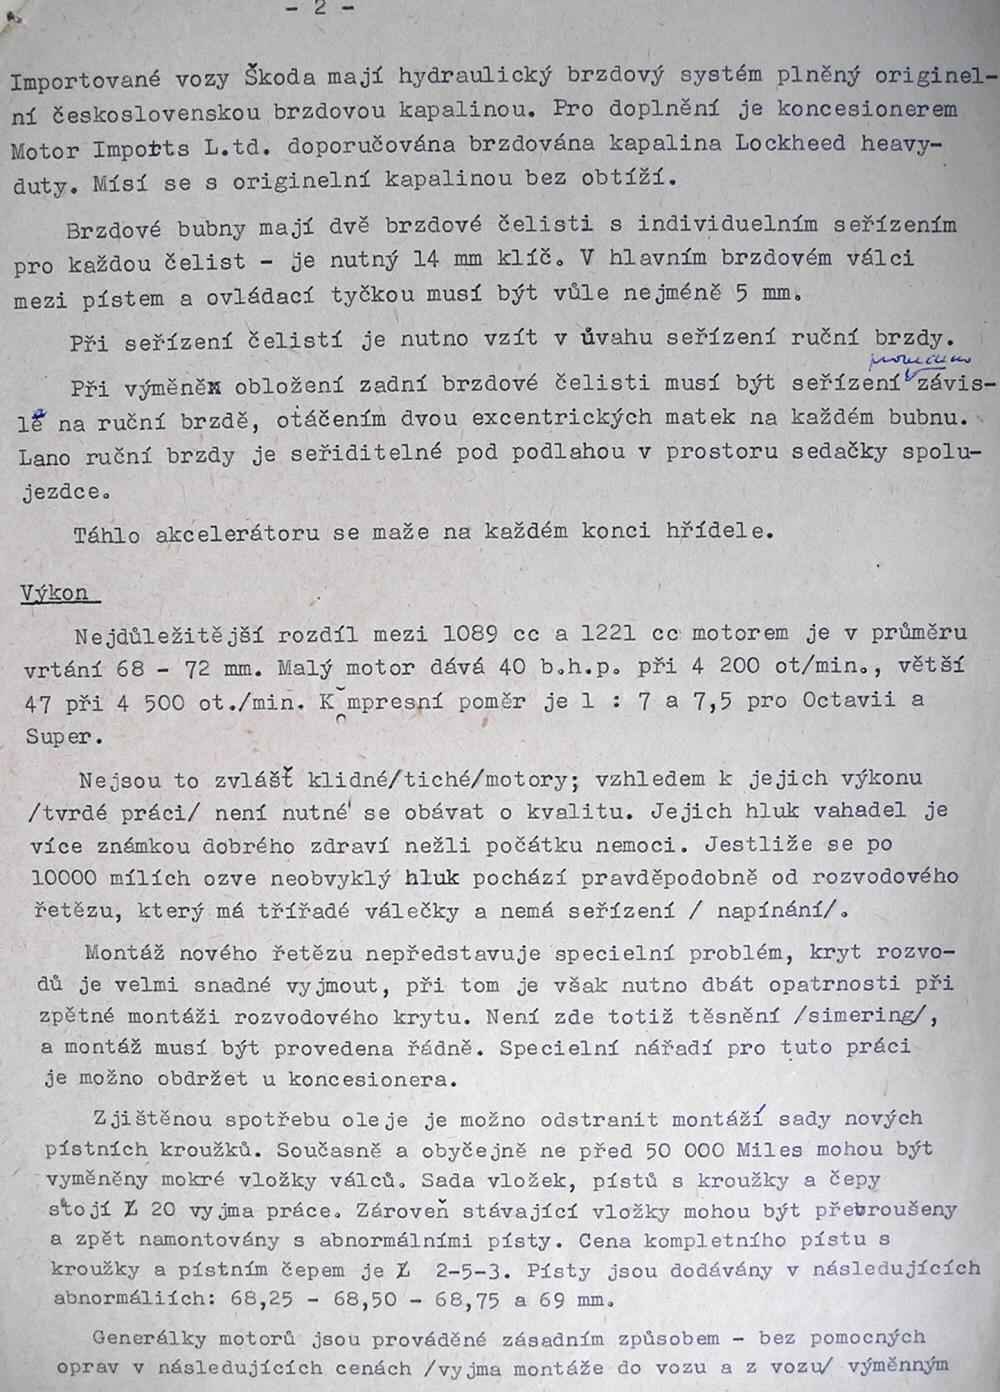 - 2 -
Importované vozy Škoda mají hydraulický brzdový systém plněný originel-
ní československou brzdovou kapalinou. Pro doplnění je koncesionerem
Motor Imports L.td. doporučována brzdována kapalina Lockheed heavy-
duty. Mísí se s originelní kapalinou bez obtíží.
Brzdové bubny mají dvě brzdové čelisti s individuelním seřízením
pro každou čelist - je nutný 14 mm klíč. V hlavním brzdovém válci
mezi pístem a ovládací tyčkou musí být vůle nejméně 5 mm.
Při seřízení čelistí je nutno vzít v úvahu seřízení ruční brzdy.
provedeno
Při výměněx obložení zadní brzdové čelisti musí být seřízení závis-
lě na ruční brzdě, otáčením dvou excentrických matek na každém bubnu.
Lano ruční brzdy je seřiditelné pod podlahou v prostoru sedačky spolu-
jezdce.
Táhlo akcelerátoru se maže na každém konci hřídele.
Výkon
Nejdůležitější rozdíl mezi 1089 cc a 1221 cc motorem je v průměru
vrtání 68 - 72 mm. Malý motor dává 40 b.h.p. při 4 200 ot/min., větší
47 při 4 500 ot./min. Kompresní poměr je 1 : 7 a 7,5 pro Octavii a
Super.
Nejsou to zvlášť klidné/tiché/motory; vzhledem k jejich výkonu
/tvrdé práci/ není nutné se obávat o kvalitu. Jejich hluk vahadel je
více známkou dobrého zdraví nežli počátku nemoci. Jestliže se po
10000 mílích ozve neobvyklý hluk pochází pravděpodobně od rozvodového
řetězu, který má třířadé válečky a nemá seřízení / napínání/.
Montáž nového řetězu nepředstavuje specielní problém, kryt rozvo-
dů je velmi snadné vyjmout, při tom je však nutno dbát opatrnosti při
zpětné montáži rozvodového krytu. Není zde totiž těsnění /simering/,
a montáž musí být provedena řádně. Specielní nářadí pro tuto práci
je možno obdržet u koncesionera.
Zjištěnou spotřebu oleje je možno odstranit montáží sady nových
pístních kroužků. Současně a obyčejně ne před 50 000 Miles mohou být
vyměněny mokré vložky válců. Sada vložek, pístů s kroužky a čepy
stojí Ł 20 vyjma práce. Zároveň stávající vložky mohou být přebroušeny
a zpět namontovány s abnormálními písty. Cena kompletního pístu s
kroužky a pístním čepem je Ł 2-5-3. Písty jsou dodávány v následujících
abnormáliích: 68,25 - 68,50 - 68,75 a 69 mm.
Generálky motorů jsou prováděné zásadním způsobem - bez pomocných
oprav v následujících cenách /vyjma montáže do vozu a z vozu/ výměnným